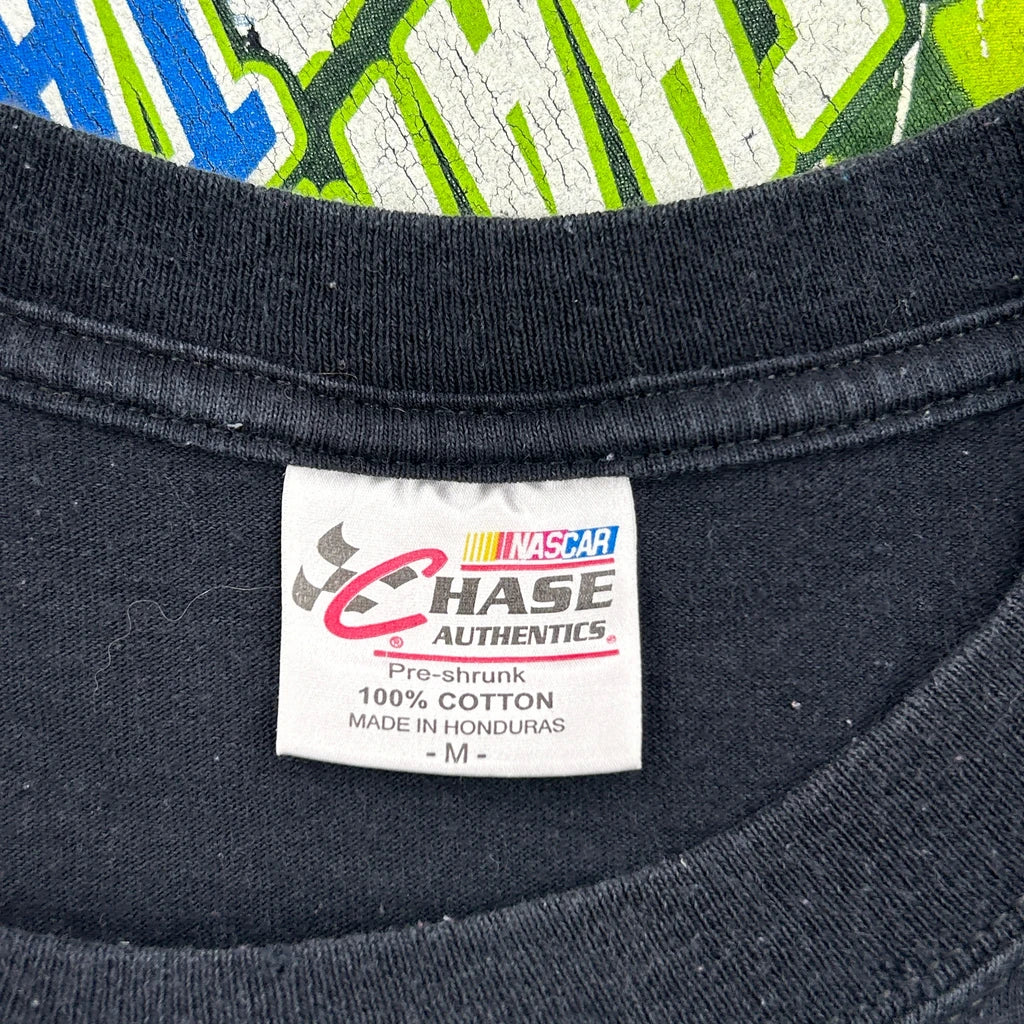 NASCAR
CHASE
AUTHENTICS®
®
Pre-shrunk
100% COTTON
MADE IN HONDURAS
- M -